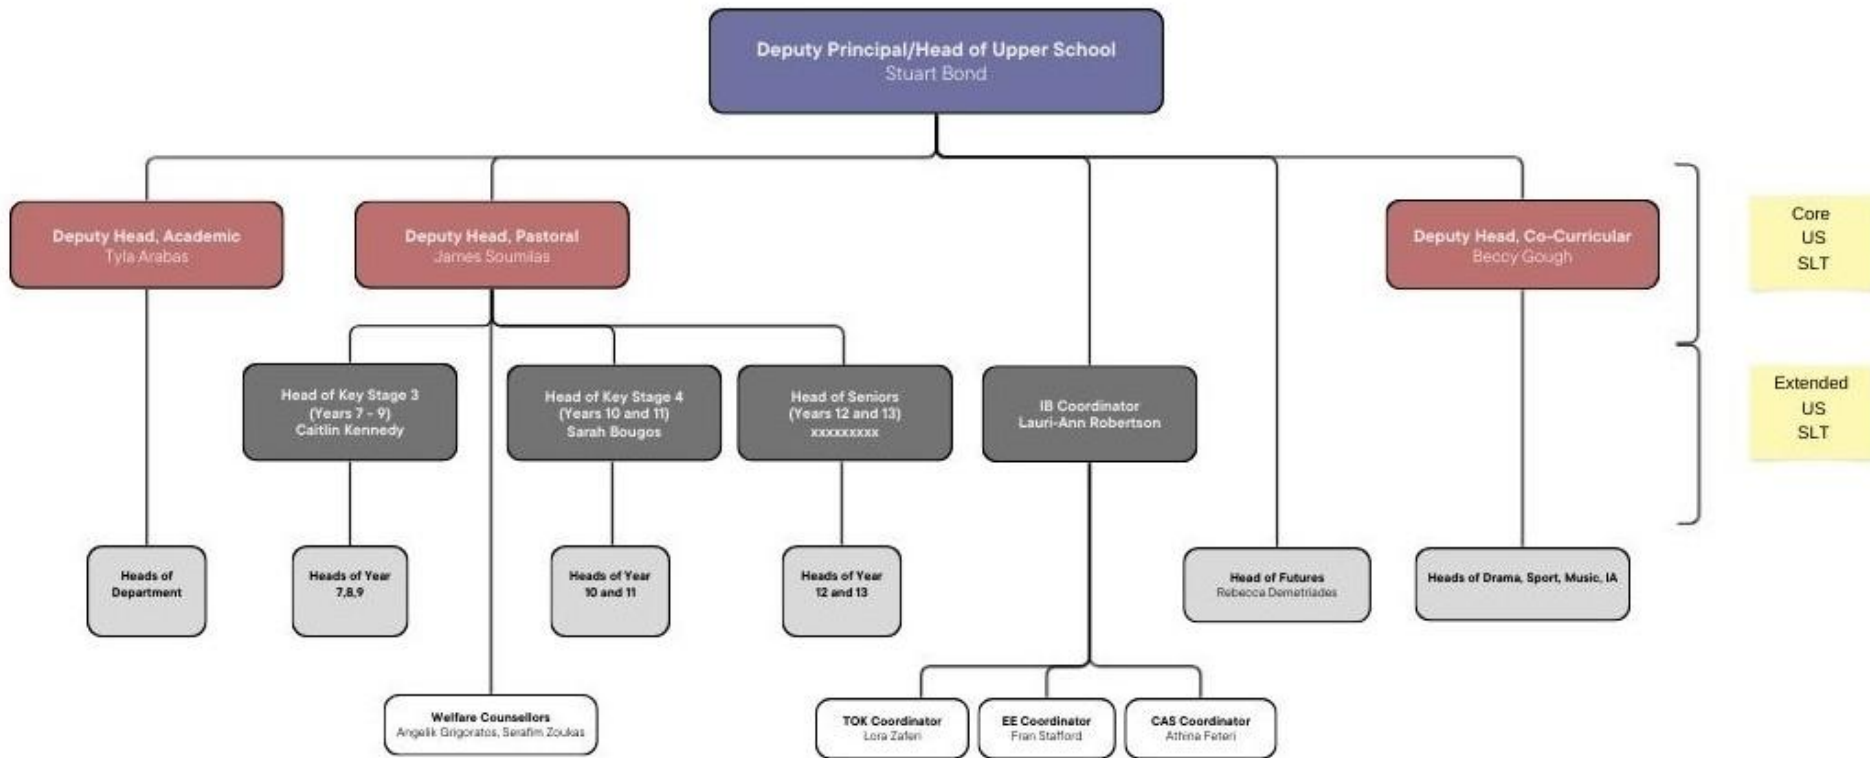 Deputy Principal/Head of Upper School
Stuart Bond
Deputy Head, Academic
Tyla Arabas
Deputy Head, Pastoral
James Soumilas
Deputy Head, Co-Curricular
Beccy Gough
Core
US
SLT
Head of Key Stage 3
(Years 7 - 9)
Caitlin Kennedy
Head of Key Stage 4
(Years 10 and 11)
Sarah Bougos
Head of Seniors
(Years 12 and 13)
xxxxxxxxx
IB Coordinator
Lauri-Ann Robertson
Extended
US
SLT
Heads of
Department
Heads of Year
7,8,9
Heads of Year
10 and 11
Heads of Year
12 and 13
Head of Futures
Rebecca Demetriades
Heads of Drama, Sport, Music, IA
Welfare Counsellors
Angelik Grigoratos, Serafim Zoukas
TOK Coordinator
Lora Zaferi
EE Coordinator
Fran Stafford
CAS Coordinator
Athina Feteri